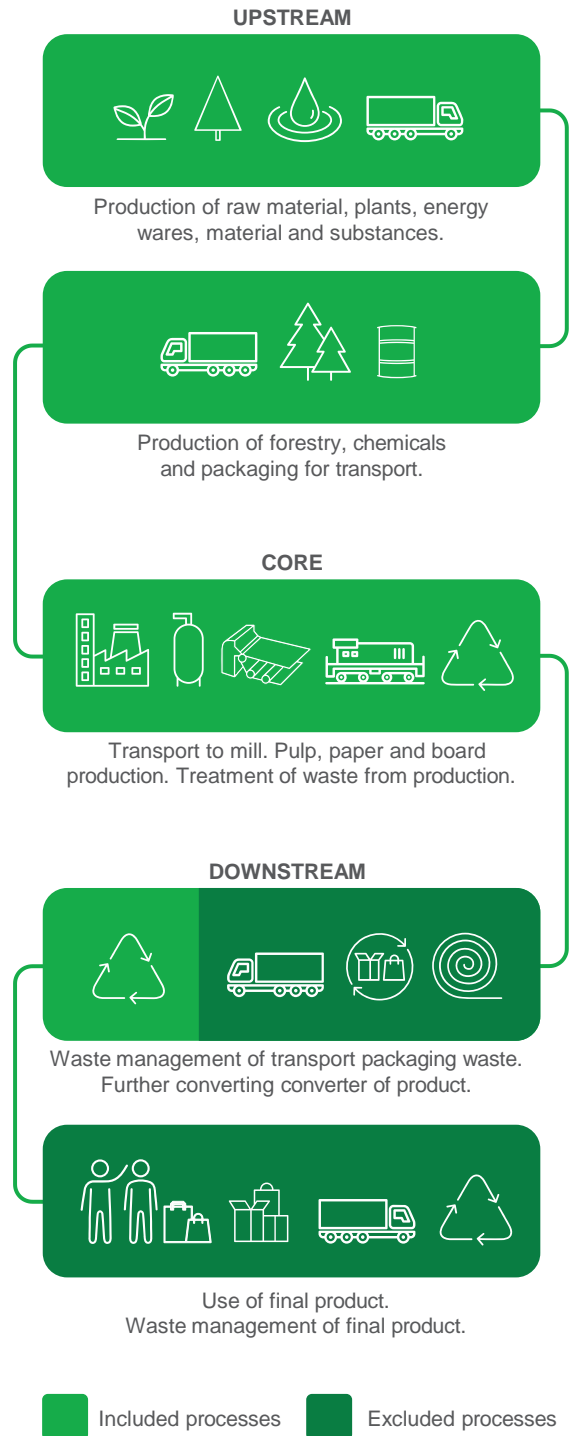 UPSTREAM
Production of raw material, plants, energy
wares, material and substances.
Production of forestry, chemicals
and packaging for transport.
CORE
Transport to mill. Pulp, paper and board
production. Treatment of waste from production.
DOWNSTREAM
Waste management of transport packaging waste.
Further converting converter of product.
Use of final product.
Waste management of final product.
Included processes
Excluded processes